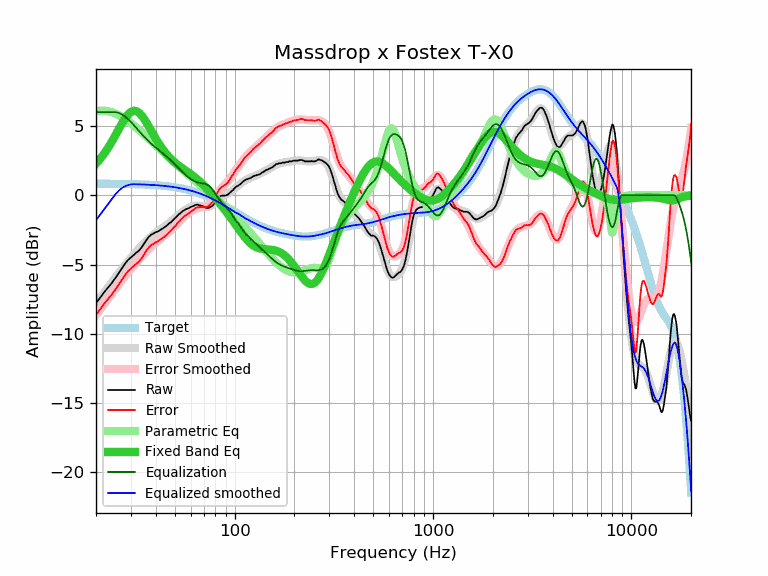 Massdrop x Fostex T-X0
Amplitude (dBr)
5
0
−5
−10
−15
−20
Target
Raw Smoothed
Error Smoothed
Raw
Error
Parametric Eq
Fixed Band Eq
Equalization
Equalized smoothed
100
1000
10000
Frequency (Hz)